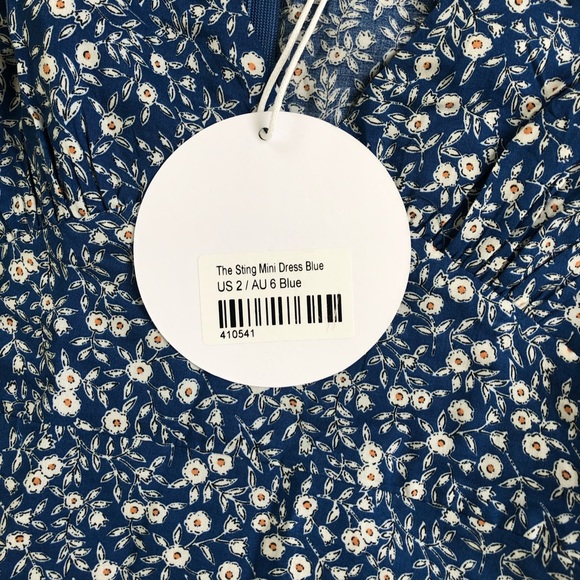 The Sting Mini Dress Blue
US 2 / AU 6 Blue
410541